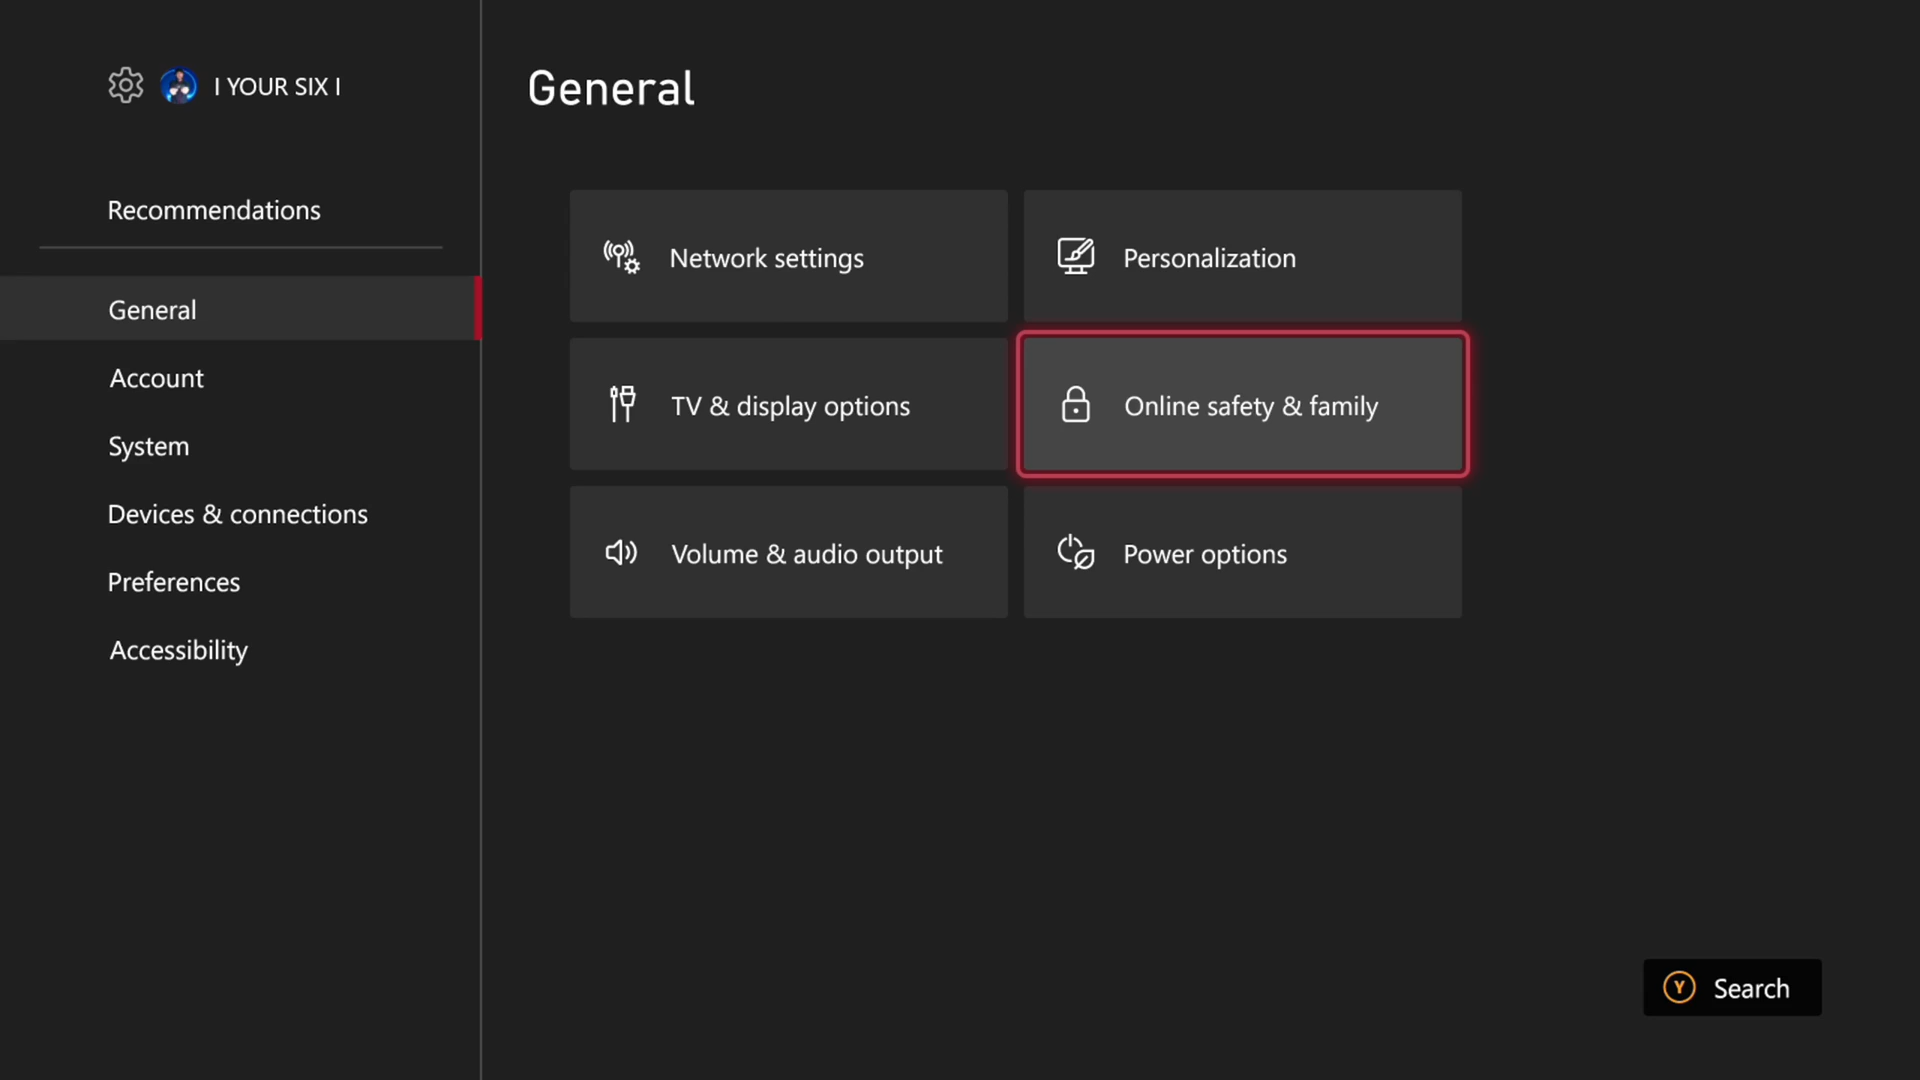 I YOUR SIX I
Recommendations
General
Account
System
Devices & connections
Preferences
Accessibility
General
Network settings
Personalization
TV & display options
Online safety & family
Volume & audio output
Power options
Y Search